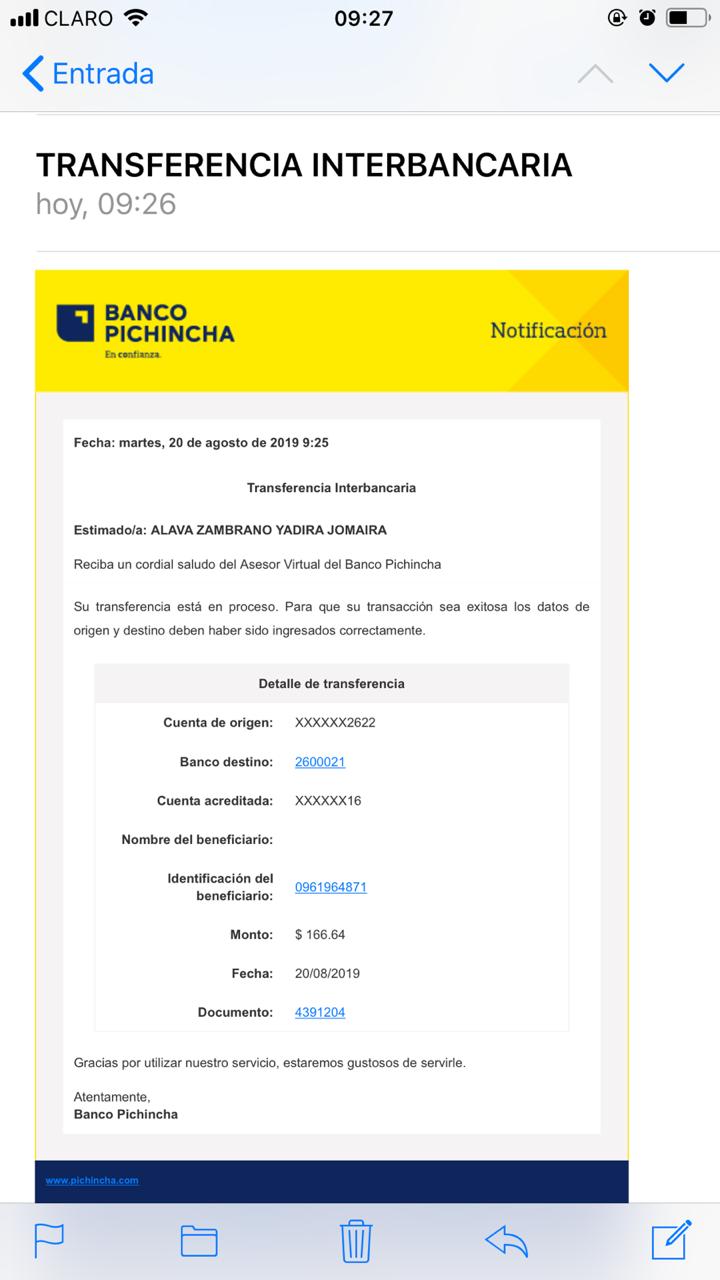 CLARO 09:27
Entrada
TRANSFERENCIA INTERBANCARIA
hoy, 09:26
BANCO
PICHINCHA
En confianza.
Notificación
Fecha: martes, 20 de agosto de 2019 9:25
Transferencia Interbancaria
Estimado/a: ALAVA ZAMBRANO YADIRA JOMAIRA
Reciba un cordial saludo del Asesor Virtual del Banco Pichincha
Su transferencia está en proceso. Para que su transacción sea exitosa los datos de
origen y destino deben haber sido ingresados correctamente.
Detalle de transferencia
Cuenta de origen: XXXXXX2622
Banco destino: 2600021
Cuenta acreditada: XXXXXX16
Nombre del beneficiario:
Identificación del
beneficiario: 0961964871
Monto: $ 166.64
Fecha: 20/08/2019
Documento: 4391204
Gracias por utilizar nuestro servicio, estaremos gustosos de servirle.
Atentamente,
Banco Pichincha
www.pichincha.com